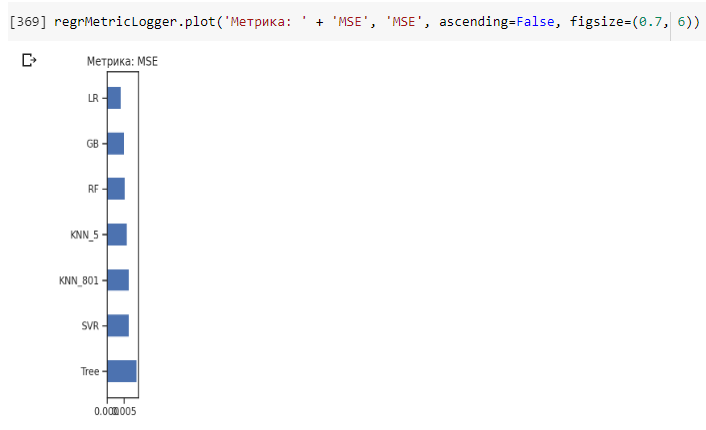 [369] regrMetricLogger.plot('Метрика: ' + 'MSE', 'MSE', ascending=False, figsize=(0.7, 6))
Метрика: MSE
LR
GB
RF
KNN_5
KNN_801
SVR
Tree
0.005